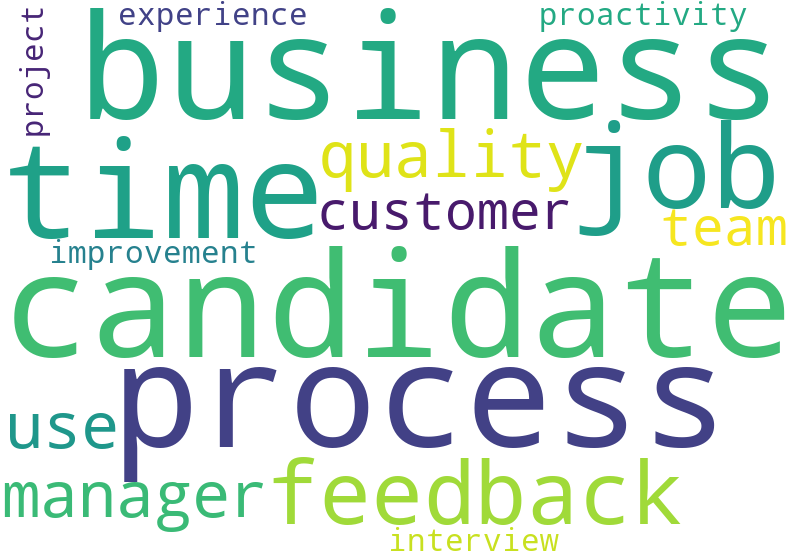 experience
proactivity
project
business
time
quality
job
customer
team
improvement
candidate
process
use
manager
feedback
interview